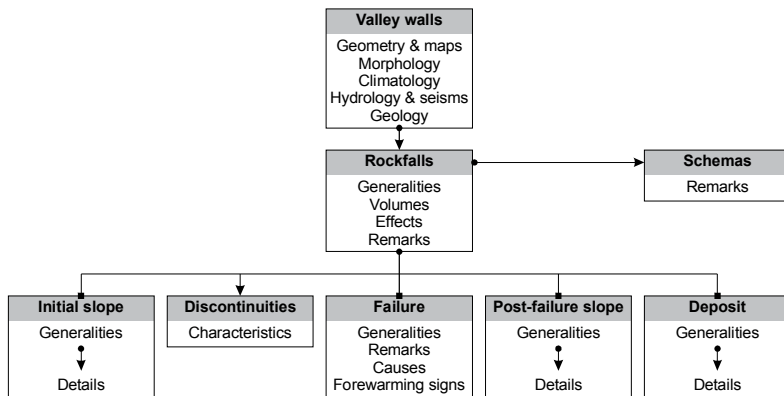 Valley walls
Geometry & maps
Morphology
Climatology
Hydrology & seisms
Geology
Rockfalls
Generalities
Volumes
Effects
Remarks
Schemas
Remarks
Initial slope
Generalities
Details
Discontinuities
Characteristics
Failure
Generalities
Remarks
Causes
Forewarming signs
Post-failure slope
Generalities
Details
Deposit
Generalities
Details